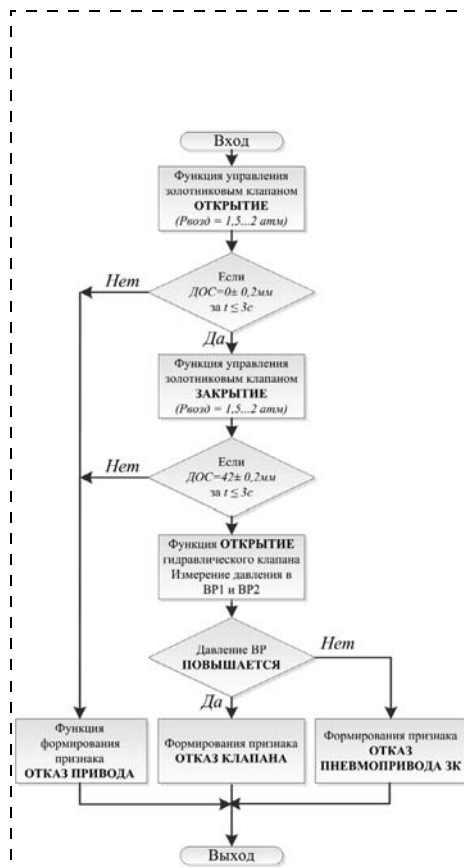 Вход
Функция управления
золотниковым клапаном
ОТКРЫТИЕ
(Pвозд = 1,5...2 атм)
Нет
Если
ДОС=0± 0,2мм
за t ≤ 3с
Да
Функция управления
золотниковым клапаном
ЗАКРЫТИЕ
(Pвозд = 1,5...2 атм)
Нет
Если
ДОС=42± 0,2мм
за t ≤ 3с
Функция ОТКРЫТИЕ
гидравлического клапана
Измерение давления в
ВР1 и ВР2
Давление ВР
ПОВЫШАЕТСЯ
Нет
Да
Функция
формирования
признака
ОТКАЗ ПРИВОДА
Формирования признака
ОТКАЗ КЛАПАНА
Формирования признака
ОТКАЗ
ПНЕВМОПРИВОДА ЗК
Выход